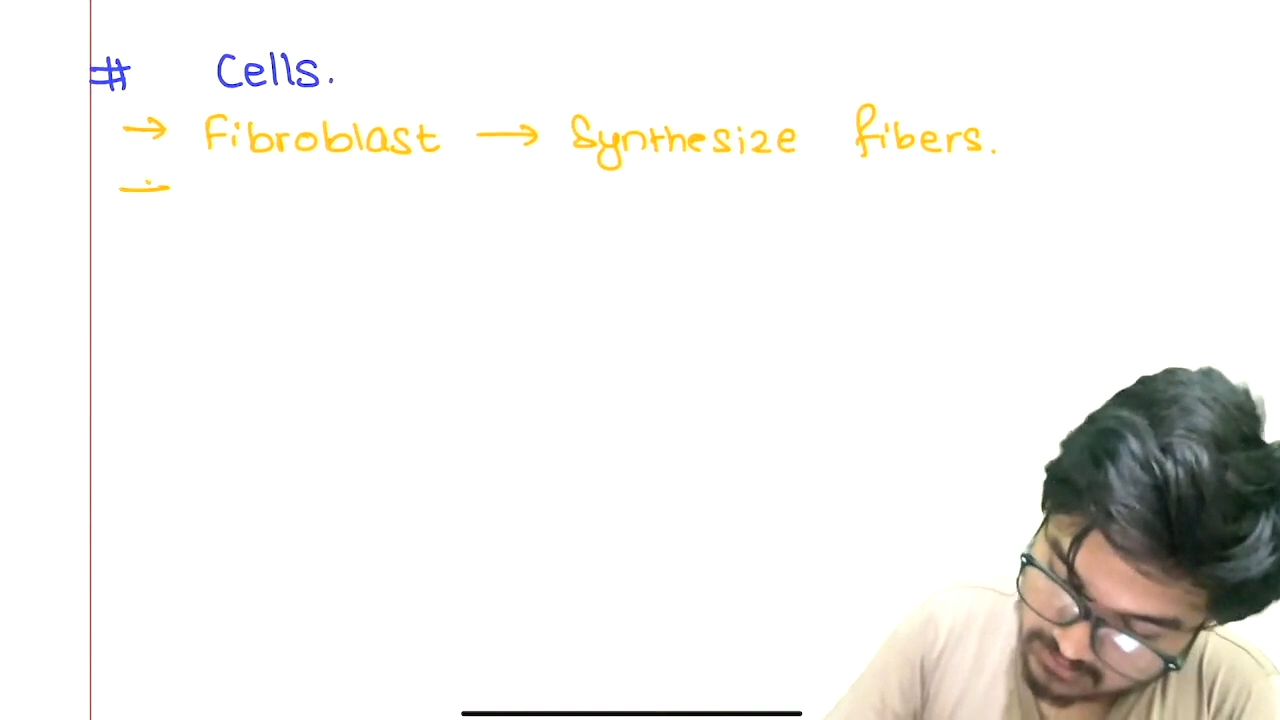 # Cells.
→ Fibroblast → Synthesize fibers.